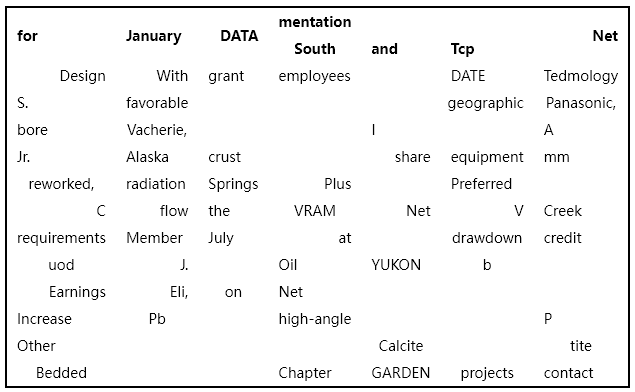 for January DATA mentation South and Tcp Net
Design With grant employees DATE Tedmology
S. favorable geographic Panasonic,
bore Vacherie, I A
Jr. Alaska crust share equipment mm
reworked, radiation Springs Plus Preferred
C flow the VRAM Net V Creek
requirements Member July at drawdown credit
uod J. Oil YUKON b
Earnings Eli, on Net
Increase Pb high-angle P
Other Calcite tite
Bedded Chapter GARDEN projects contact